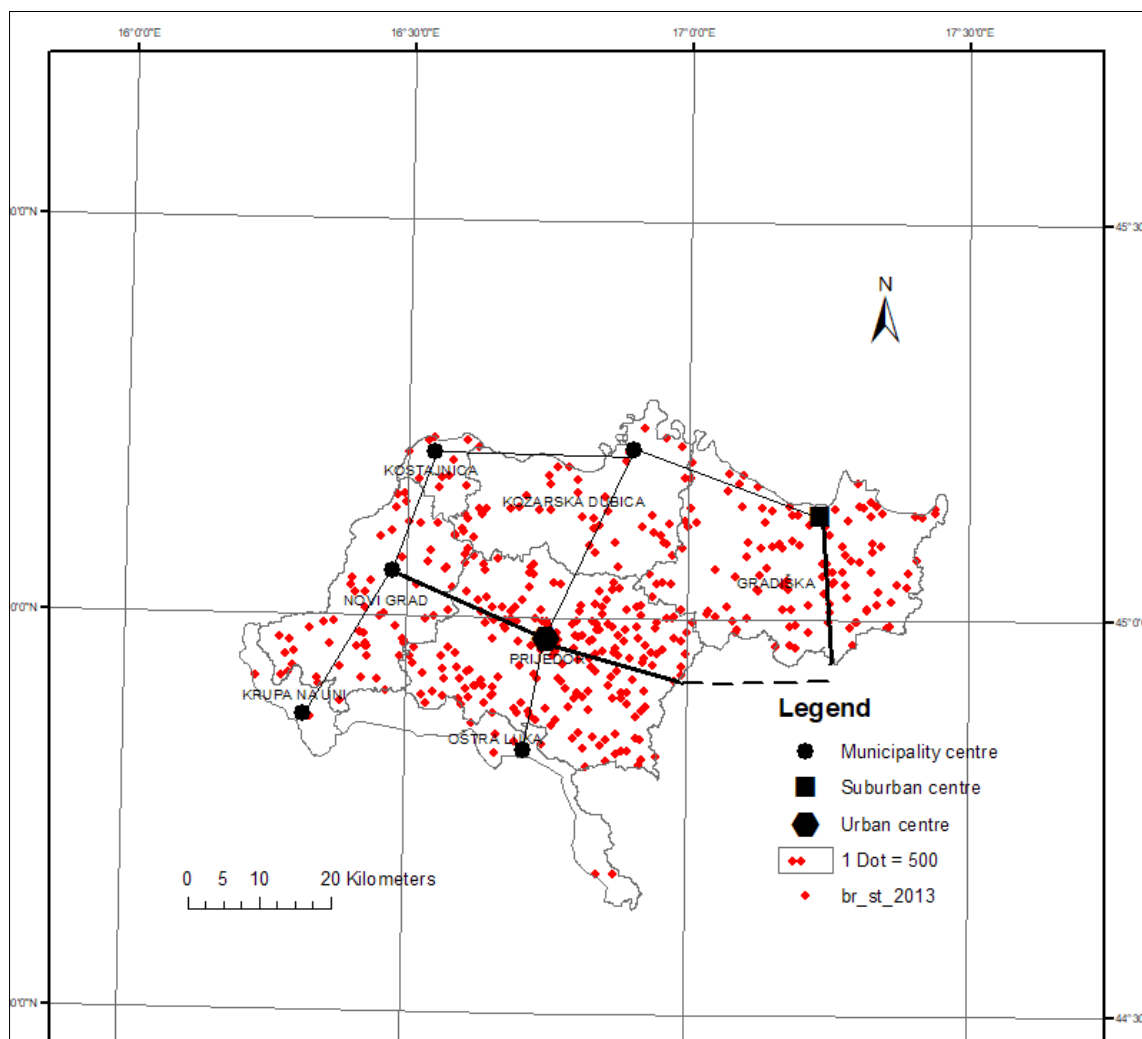 16°0'0"E
16°30'0"E
17°0'0"E
17°30'0"E
0'0"N
45°30
N
KOSTAJNICA
KOZARSKA DUBICA
GRADIŠKA
NOVI GRAD
0'0"N
45°0'0
PRIJEDOR
KRUPA NA UNI
OŠTRA LUKA
Legend
Municipality centre
Suburban centre
Urban centre
1 Dot = 500
br_st_2013
0 5 10 20 Kilometers
0'0"N
44°30